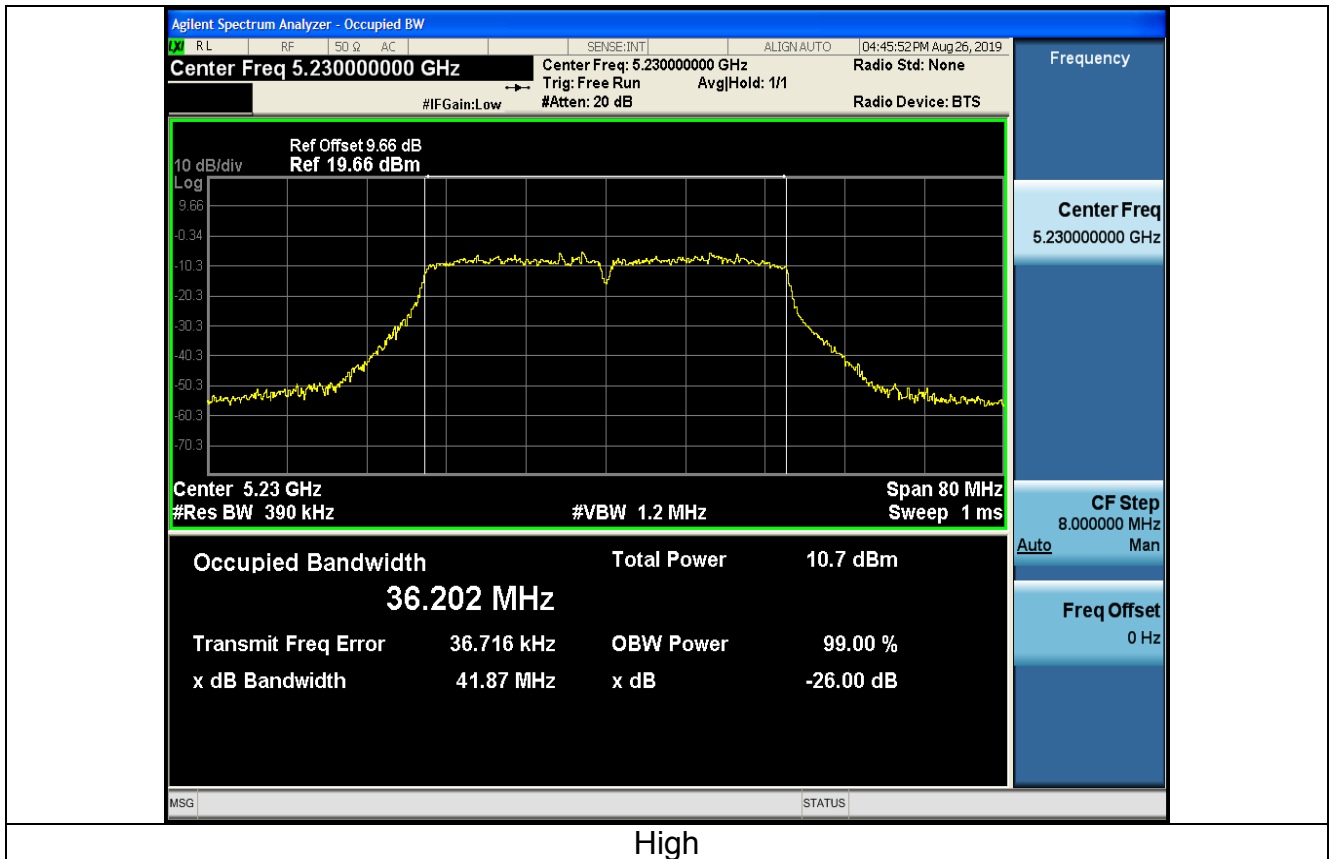 Agilent Spectrum Analyzer - Occupied BW
LXI RL RF 50 Ω AC SENSE:INT ALIGN AUTO 04:45:52 PM Aug 26, 2019
Center Freq 5.230000000 GHz
Center Freq: 5.230000000 GHz Radio Std: None
Trig: Free Run Avg|Hold: 1/1
#IFGain:Low #Atten: 20 dB Radio Device: BTS
Ref Offset 9.66 dB
10 dB/div Ref 19.66 dBm
Log
9.66
-0.34
-10.3
-20.3
-30.3
-40.3
-50.3
-60.3
-70.3
Center 5.23 GHz Span 80 MHz
#Res BW 390 kHz #VBW 1.2 MHz Sweep 1 ms
Occupied Bandwidth Total Power 10.7 dBm
36.202 MHz
Transmit Freq Error 36.716 kHz OBW Power 99.00 %
x dB Bandwidth 41.87 MHz x dB -26.00 dB
Frequency
Center Freq
5.230000000 GHz
CF Step
8.000000 MHz
Auto Man
Freq Offset
0 Hz
MSG STATUS
High